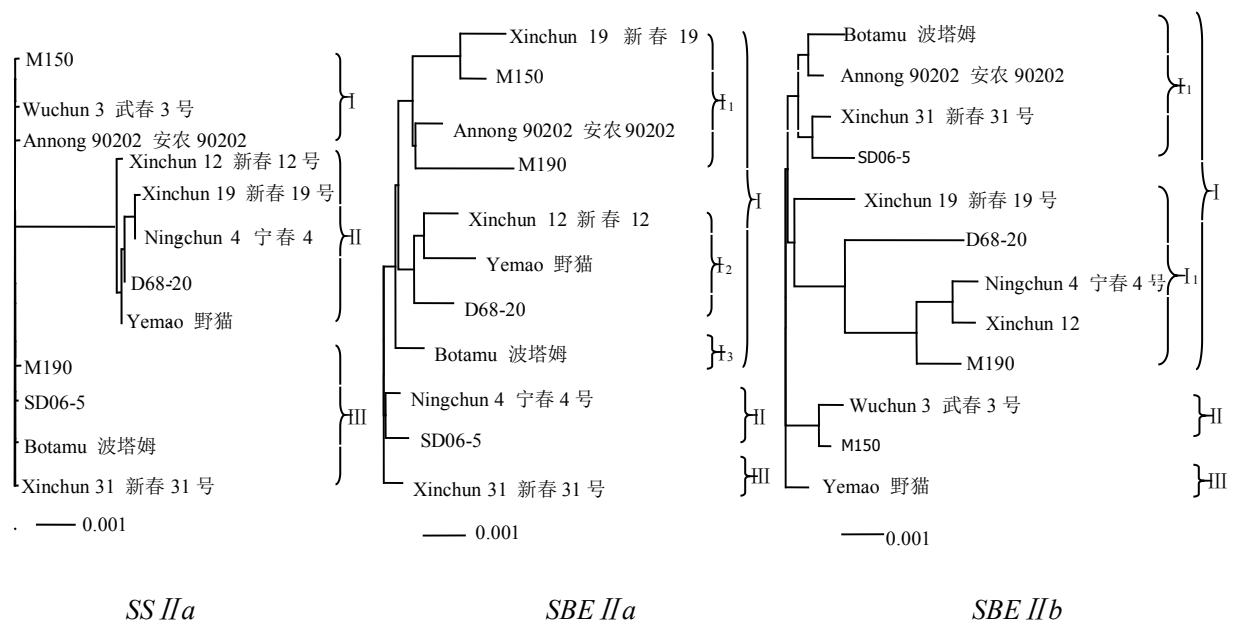 M150
Wuchun 3 武春 3 号
Annong 90202 安农 90202
Xinchun 12 新春 12 号
Xinchun 19 新春 19 号
Ningchun 4 宁春 4
D68-20
Yemao 野猫
M190
SD06-5
Botamu 波塔姆
Xinchun 31 新春 31 号
I
II
III
. 0.001
SS IIa
Xinchun 19 新春 19
M150
Annong 90202 安农 90202
M190
Xinchun 12 新春 12
Yemao 野猫
D68-20
Botamu 波塔姆
Ningchun 4 宁春 4 号
SD06-5
Xinchun 31 新春 31 号
I₁
I₂
I₃
I
II
III
0.001
SBE IIa
Botamu 波塔姆
Annong 90202 安农 90202
Xinchun 31 新春 31 号
SD06-5
Xinchun 19 新春 19 号
D68-20
Ningchun 4 宁春 4 号
Xinchun 12
M190
Wuchun 3 武春 3 号
M150
Yemao 野猫
I₁
I₁
I
II
III
0.001
SBE IIb